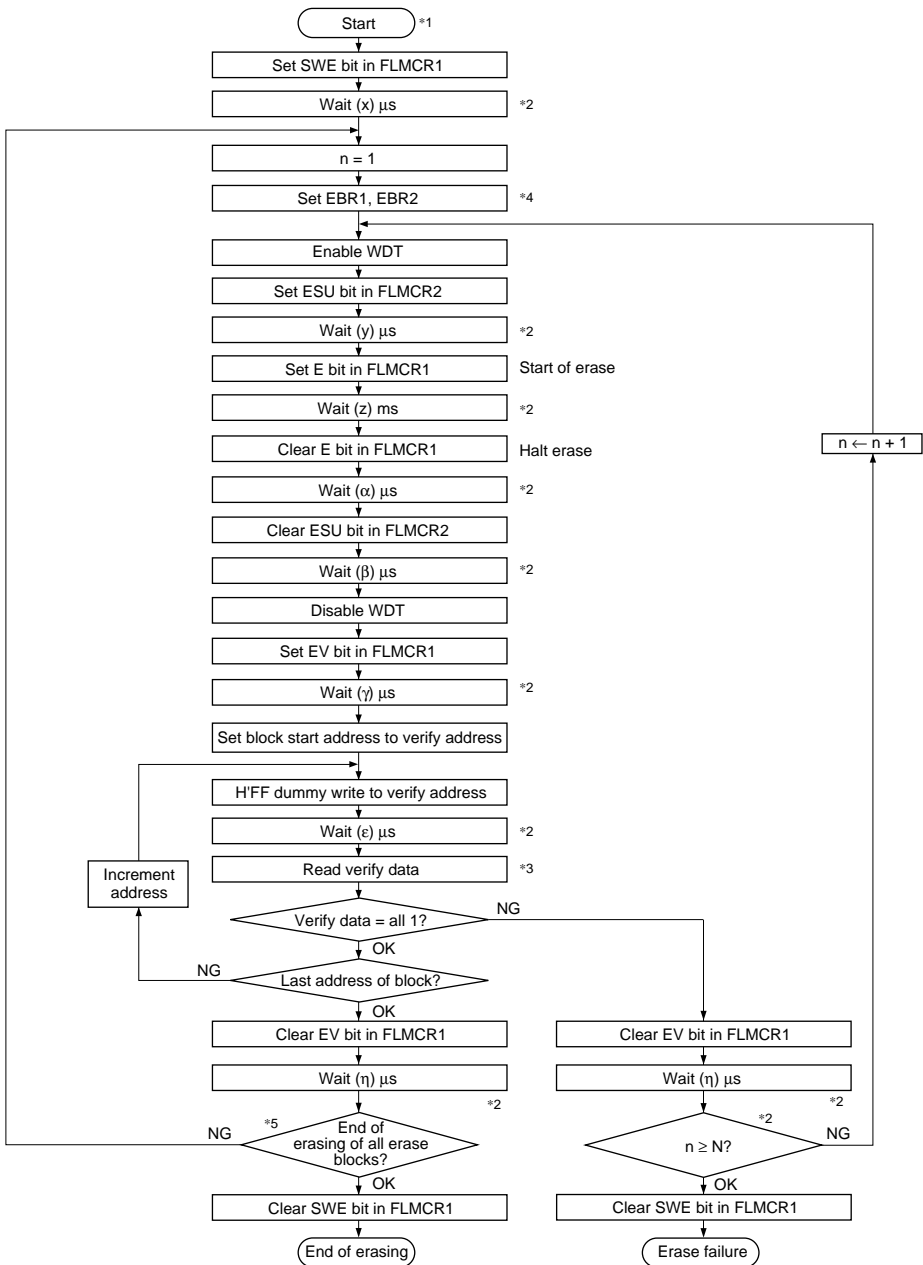 Start
*1
Set SWE bit in FLMCR1
Wait (x) μs
*2
n = 1
Set EBR1, EBR2
*4
Enable WDT
Set ESU bit in FLMCR2
Wait (y) μs
*2
Set E bit in FLMCR1
Start of erase
Wait (z) ms
*2
n ← n + 1
Clear E bit in FLMCR1
Halt erase
Wait (α) μs
*2
Clear ESU bit in FLMCR2
Wait (β) μs
*2
Disable WDT
Set EV bit in FLMCR1
Wait (γ) μs
*2
Set block start address to verify address
H'FF dummy write to verify address
Wait (ε) μs
*2
Increment
address
Read verify data
*3
Verify data = all 1?
NG
OK
NG
Last address of block?
OK
Clear EV bit in FLMCR1
Clear EV bit in FLMCR1
Wait (η) μs
Wait (η) μs
*2
*2
NG
*5
End of
erasing of all erase
blocks?
*2
n ≥ N?
NG
OK
OK
Clear SWE bit in FLMCR1
Clear SWE bit in FLMCR1
End of erasing
Erase failure